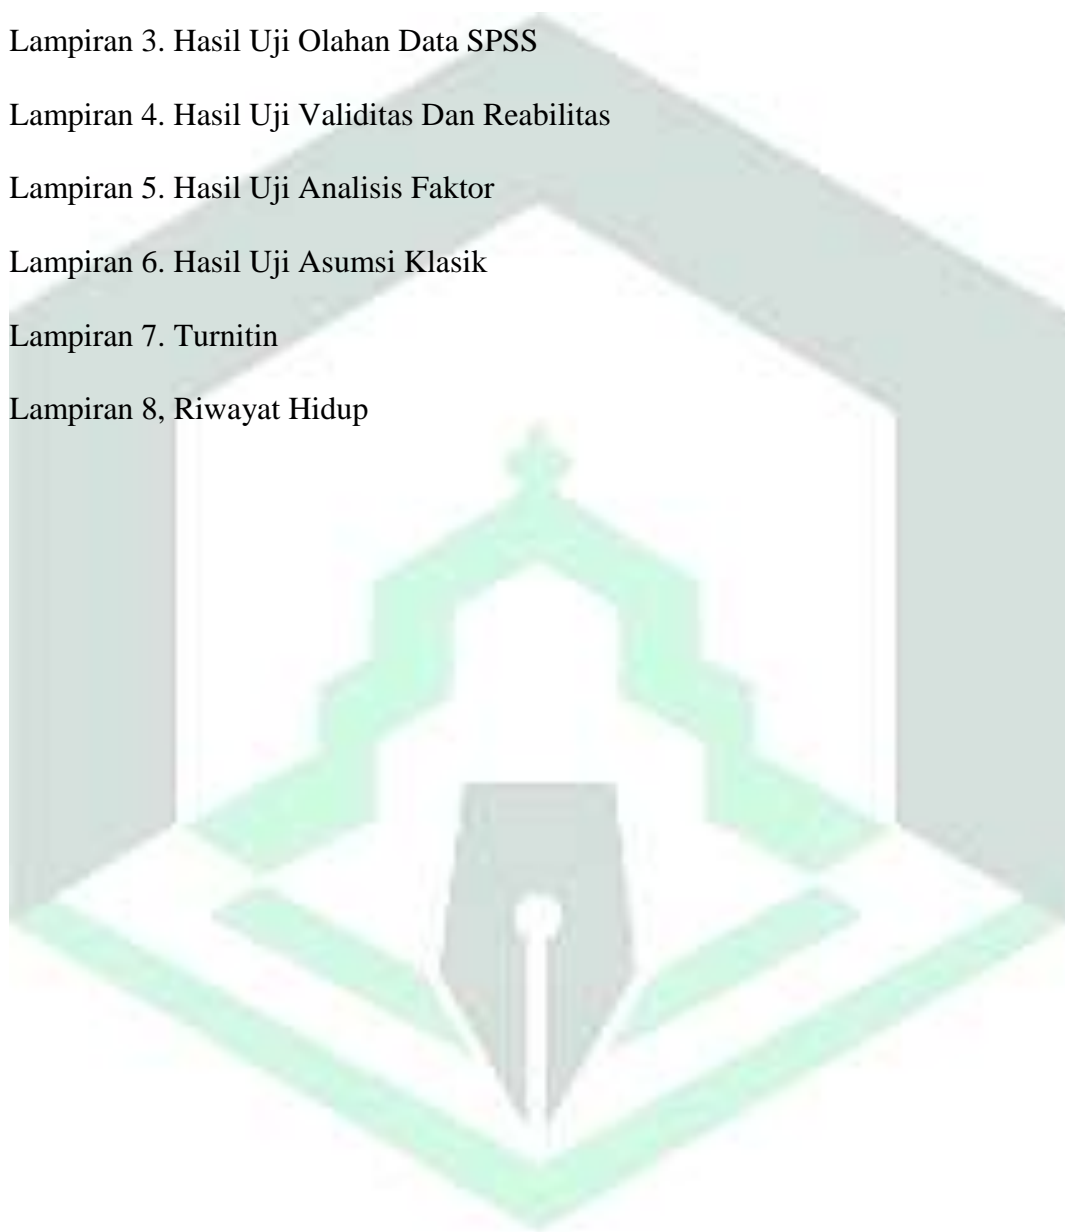 Lampiran 3. Hasil Uji Olahan Data SPSS
Lampiran 4. Hasil Uji Validitas Dan Reabilitas
Lampiran 5. Hasil Uji Analisis Faktor
Lampiran 6. Hasil Uji Asumsi Klasik
Lampiran 7. Turnitin
Lampiran 8, Riwayat Hidup